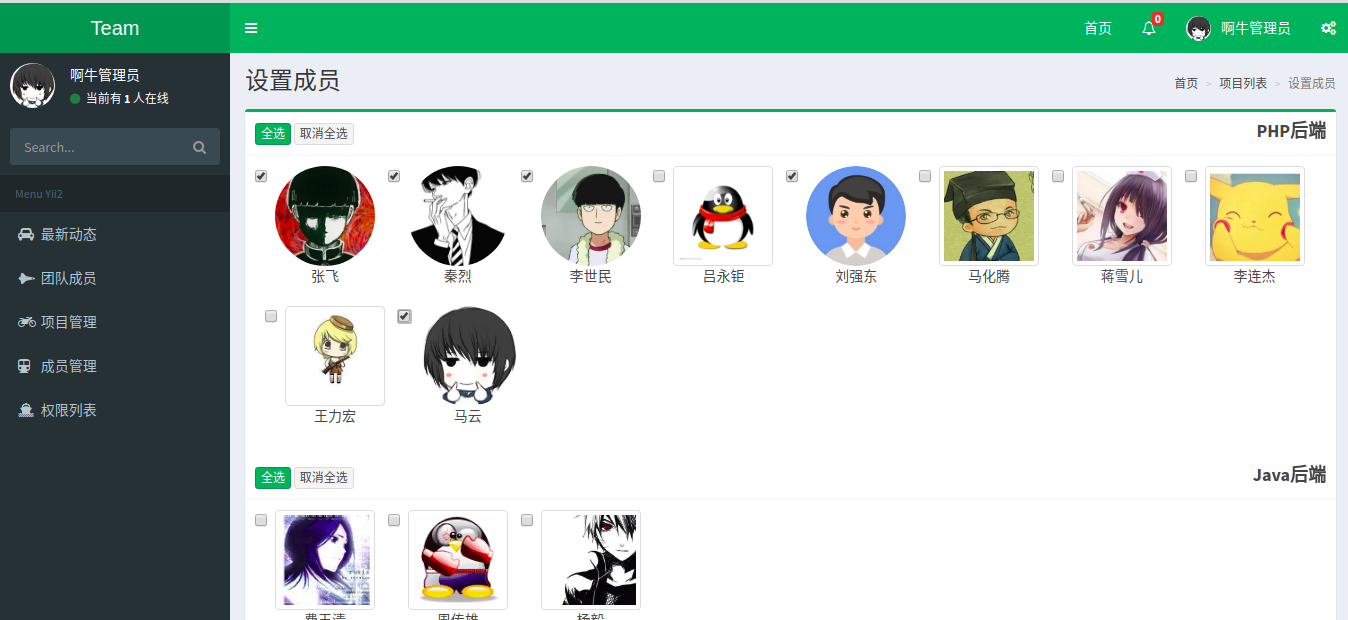 Team
首页
0
啊牛管理员
啊牛管理员
当前有 1 人在线
Search...
Menu Yii2
最新动态
团队成员
项目管理
成员管理
权限列表
设置成员
首页 > 项目列表 > 设置成员
全选 取消全选
PHP后端
张飞 秦烈 李世民 吕永钜 刘强东 马化腾 蒋雪儿 李连杰
王力宏 马云
全选 取消全选
Java后端